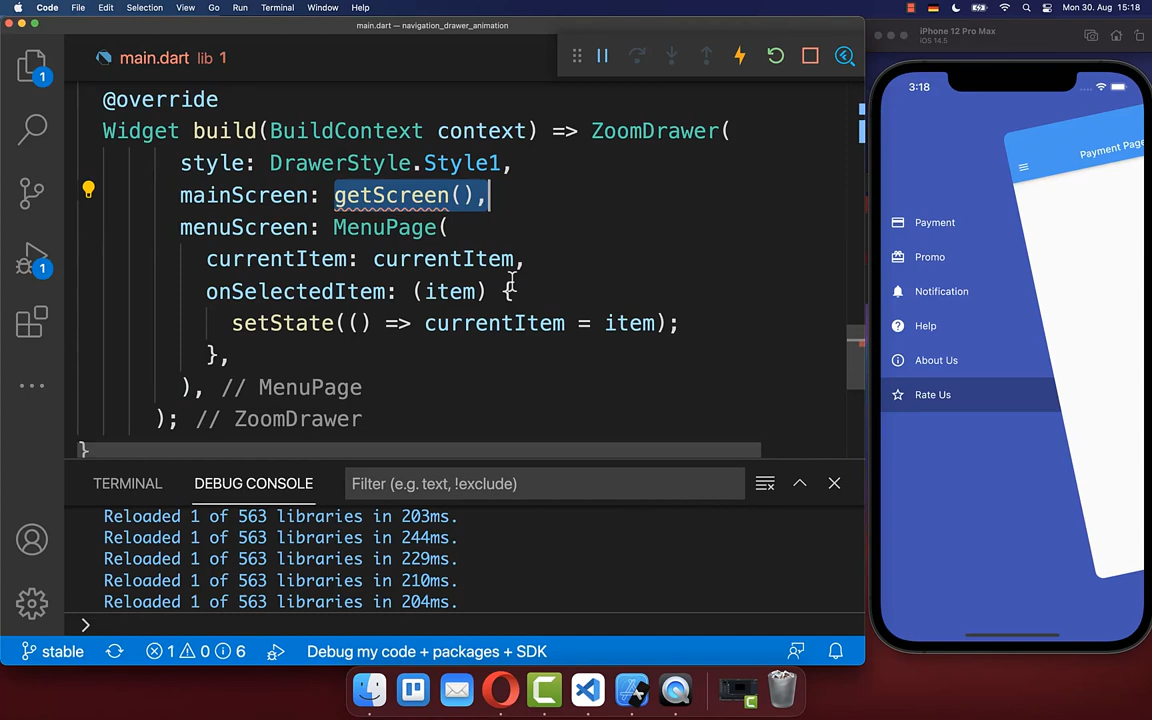 Code File Edit Selection View Go Run Terminal Window Help
Mon 30. Aug 15:18
main.dart — navigation_drawer_animation
main.dart lib 1
@override
Widget build(BuildContext context) => ZoomDrawer(
style: DrawerStyle.Style1,
mainScreen: getScreen(),
menuScreen: MenuPage(
currentItem: currentItem,
onSelectedItem: (item) {
setState(() => currentItem = item);
},
), // MenuPage
); // ZoomDrawer
}
1
1
TERMINAL
DEBUG CONSOLE
Filter (e.g. text, !exclude)
Reloaded 1 of 563 libraries in 203ms.
Reloaded 1 of 563 libraries in 244ms.
Reloaded 1 of 563 libraries in 229ms.
Reloaded 1 of 563 libraries in 210ms.
Reloaded 1 of 563 libraries in 204ms.
>
stable
1 0 6
Debug my code + packages + SDK
iPhone 12 Pro Max
iOS 14.5
3:18
Payment Page
Payment
Promo
Notification
Help
About Us
Rate Us